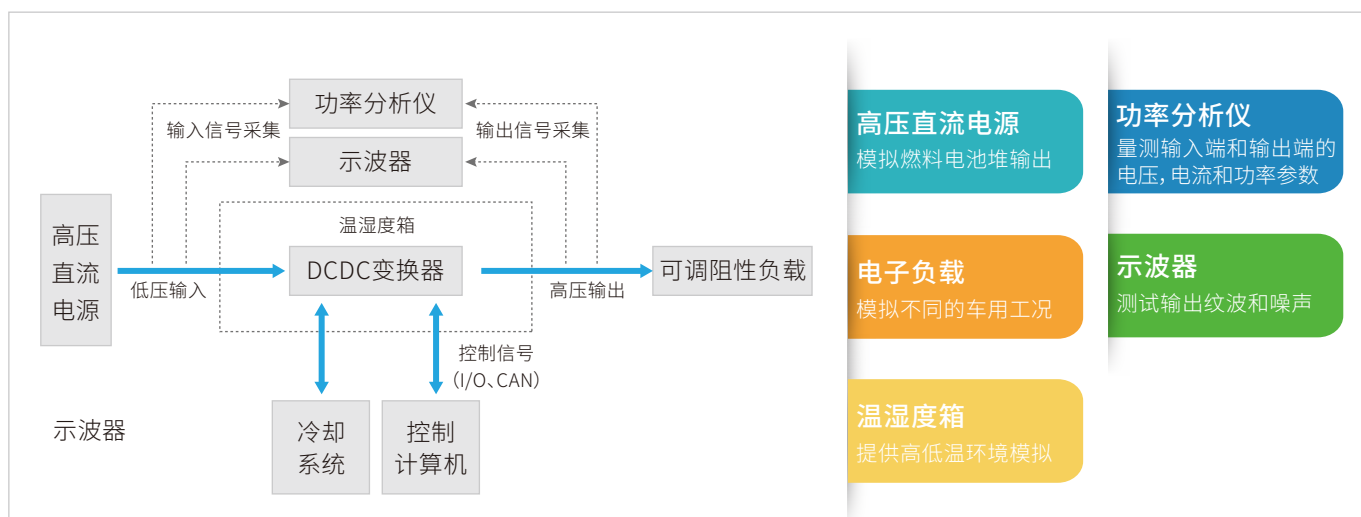 功率分析仪
输入信号采集
输出信号采集
示波器
温湿度箱
高压
直流
电源
DCDC变换器
可调阻性负载
低压输入
高压输出
控制信号
（I/O、CAN）
示波器
冷却
系统
控制
计算机
高压直流电源
模拟燃料电池堆输出
电子负载
模拟不同的车用工况
温湿度箱
提供高低温环境模拟
功率分析仪
量测输入端和输出端的
电压，电流和功率参数
示波器
测试输出纹波和噪声